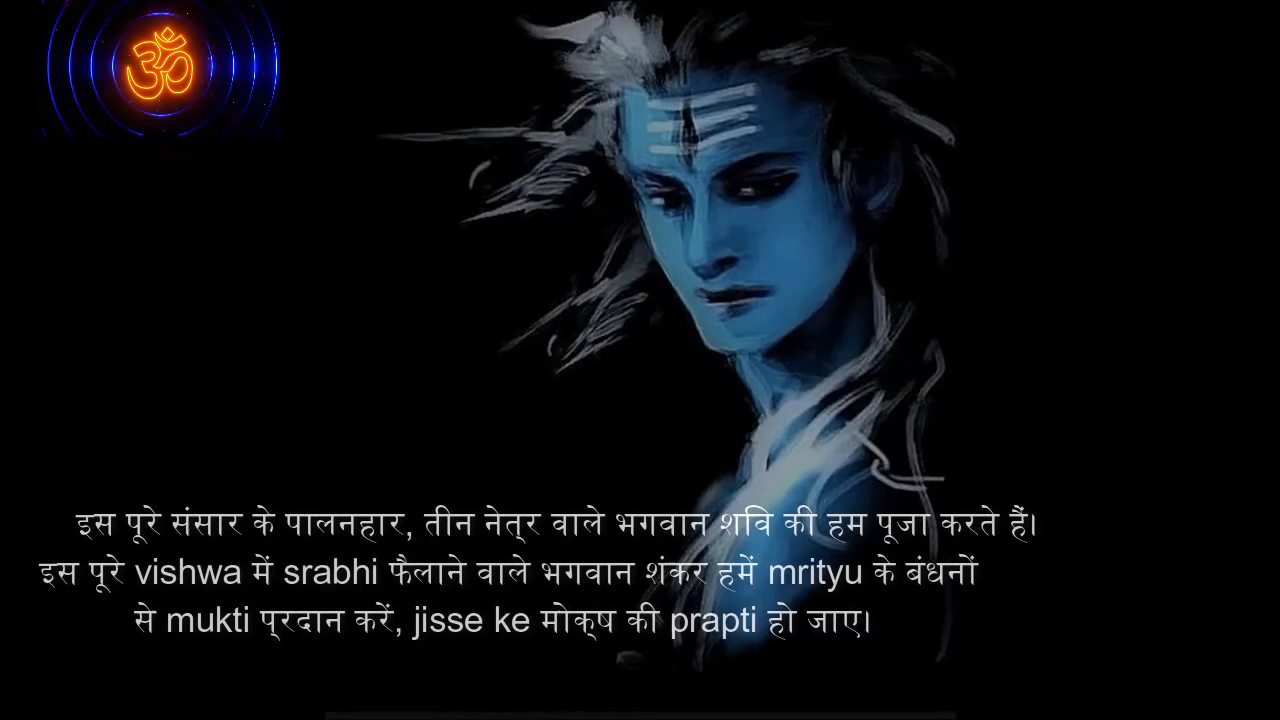 ॐ
इस पूरे संसार के पालनहार, तीन नेत्र वाले भगवान शवि की हम पूजा करते हैं।
इस पूरे vishwa में srabhi फैलाने वाले भगवान शंकर हमें mrityu के बंधनों
से mukti प्रदान करें, jisse ke मोक्ष की prapti हो जाए।